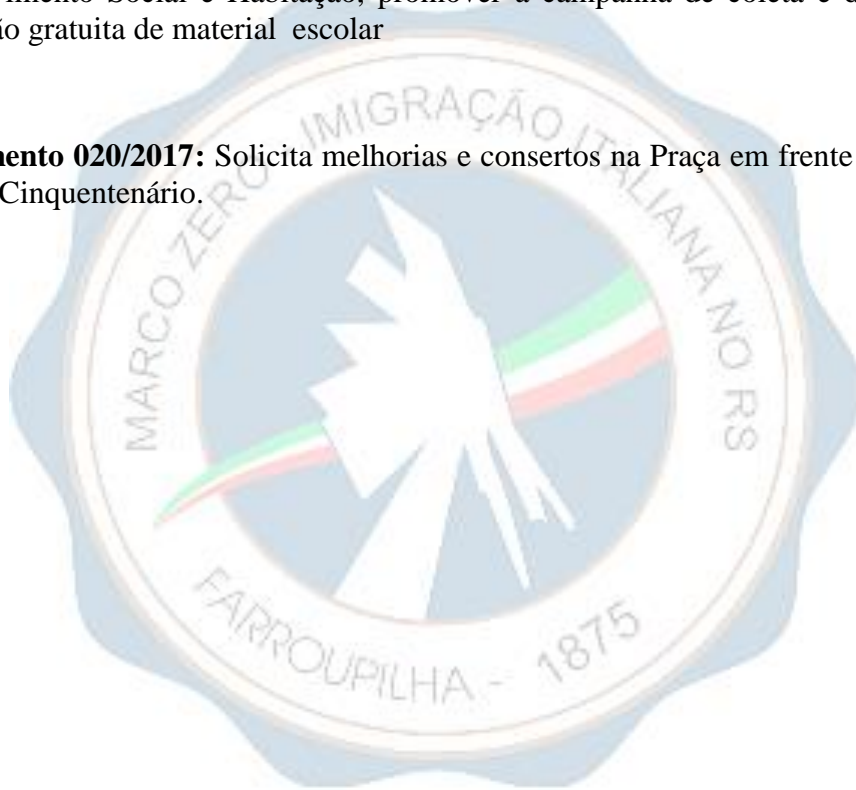 imento Social e Habitação, promover a campanha de coleta e d
ão gratuita de material escolar
mento 020/2017: Solicita melhorias e consertos na Praça em frente
Cinquentenário.
MARCO ZERO - IMIGRAÇÃO ITALIANA NO RS
FARROUPILHA - 1875